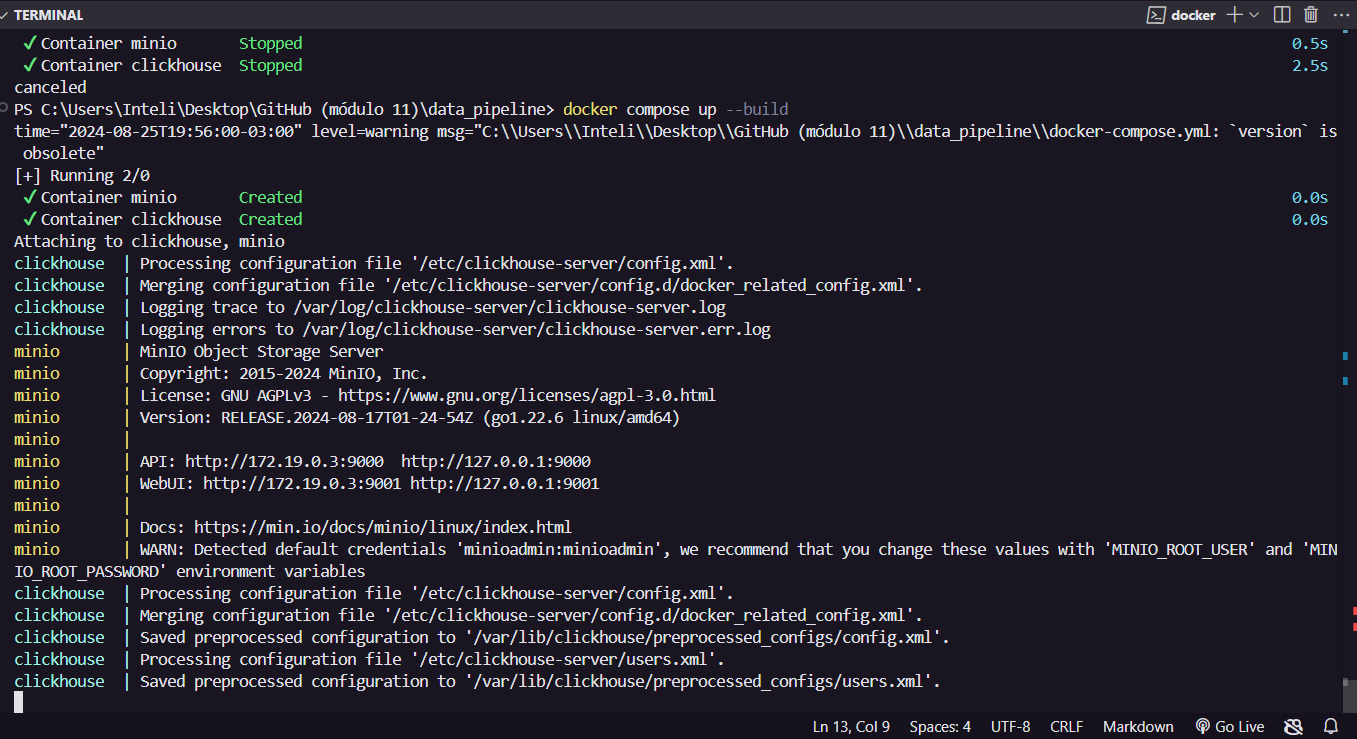 TERMINAL
docker
✓ Container minio Stopped 0.5s
✓ Container clickhouse Stopped 2.5s
canceled
PS C:\Users\Inteli\Desktop\GitHub (módulo 11)\data_pipeline> docker compose up --build
time="2024-08-25T19:56:00-03:00" level=warning msg="C:\\Users\\Inteli\\Desktop\\GitHub (módulo 11)\\data_pipeline\\docker-compose.yml: `version` is
obsolete"
[+] Running 2/0
✓ Container minio Created 0.0s
✓ Container clickhouse Created 0.0s
Attaching to clickhouse, minio
clickhouse | Processing configuration file '/etc/clickhouse-server/config.xml'.
clickhouse | Merging configuration file '/etc/clickhouse-server/config.d/docker_related_config.xml'.
clickhouse | Logging trace to /var/log/clickhouse-server/clickhouse-server.log
clickhouse | Logging errors to /var/log/clickhouse-server/clickhouse-server.err.log
minio | MinIO Object Storage Server
minio | Copyright: 2015-2024 MinIO, Inc.
minio | License: GNU AGPLv3 - https://www.gnu.org/licenses/agpl-3.0.html
minio | Version: RELEASE.2024-08-17T01-24-54Z (go1.22.6 linux/amd64)
minio |
minio | API: http://172.19.0.3:9000 http://127.0.0.1:9000
minio | WebUI: http://172.19.0.3:9001 http://127.0.0.1:9001
minio |
minio | Docs: https://min.io/docs/minio/linux/index.html
minio | WARN: Detected default credentials 'minioadmin:minioadmin', we recommend that you change these values with 'MINIO_ROOT_USER' and 'MIN
IO_ROOT_PASSWORD' environment variables
clickhouse | Processing configuration file '/etc/clickhouse-server/config.xml'.
clickhouse | Merging configuration file '/etc/clickhouse-server/config.d/docker_related_config.xml'.
clickhouse | Saved preprocessed configuration to '/var/lib/clickhouse/preprocessed_configs/config.xml'.
clickhouse | Processing configuration file '/etc/clickhouse-server/users.xml'.
clickhouse | Saved preprocessed configuration to '/var/lib/clickhouse/preprocessed_configs/users.xml'.
Ln 13, Col 9 Spaces: 4 UTF-8 CRLF Markdown Go Live